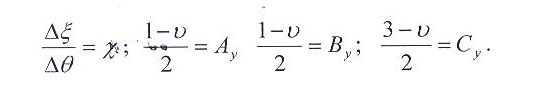 Δξ/Δθ = χ; (1−υ)/2 = A_y (1−υ)/2 = B_y; (3−υ)/2 = C_y.